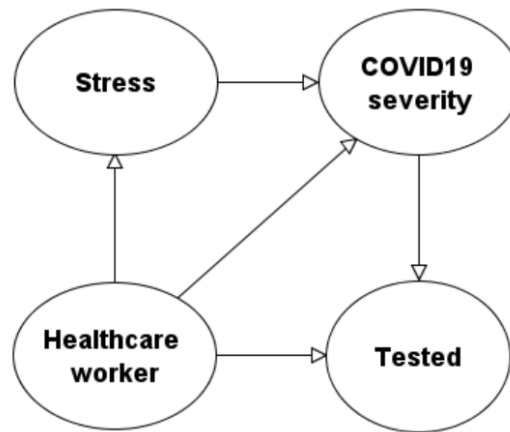 Stress
COVID19
severity
Healthcare
worker
Tested